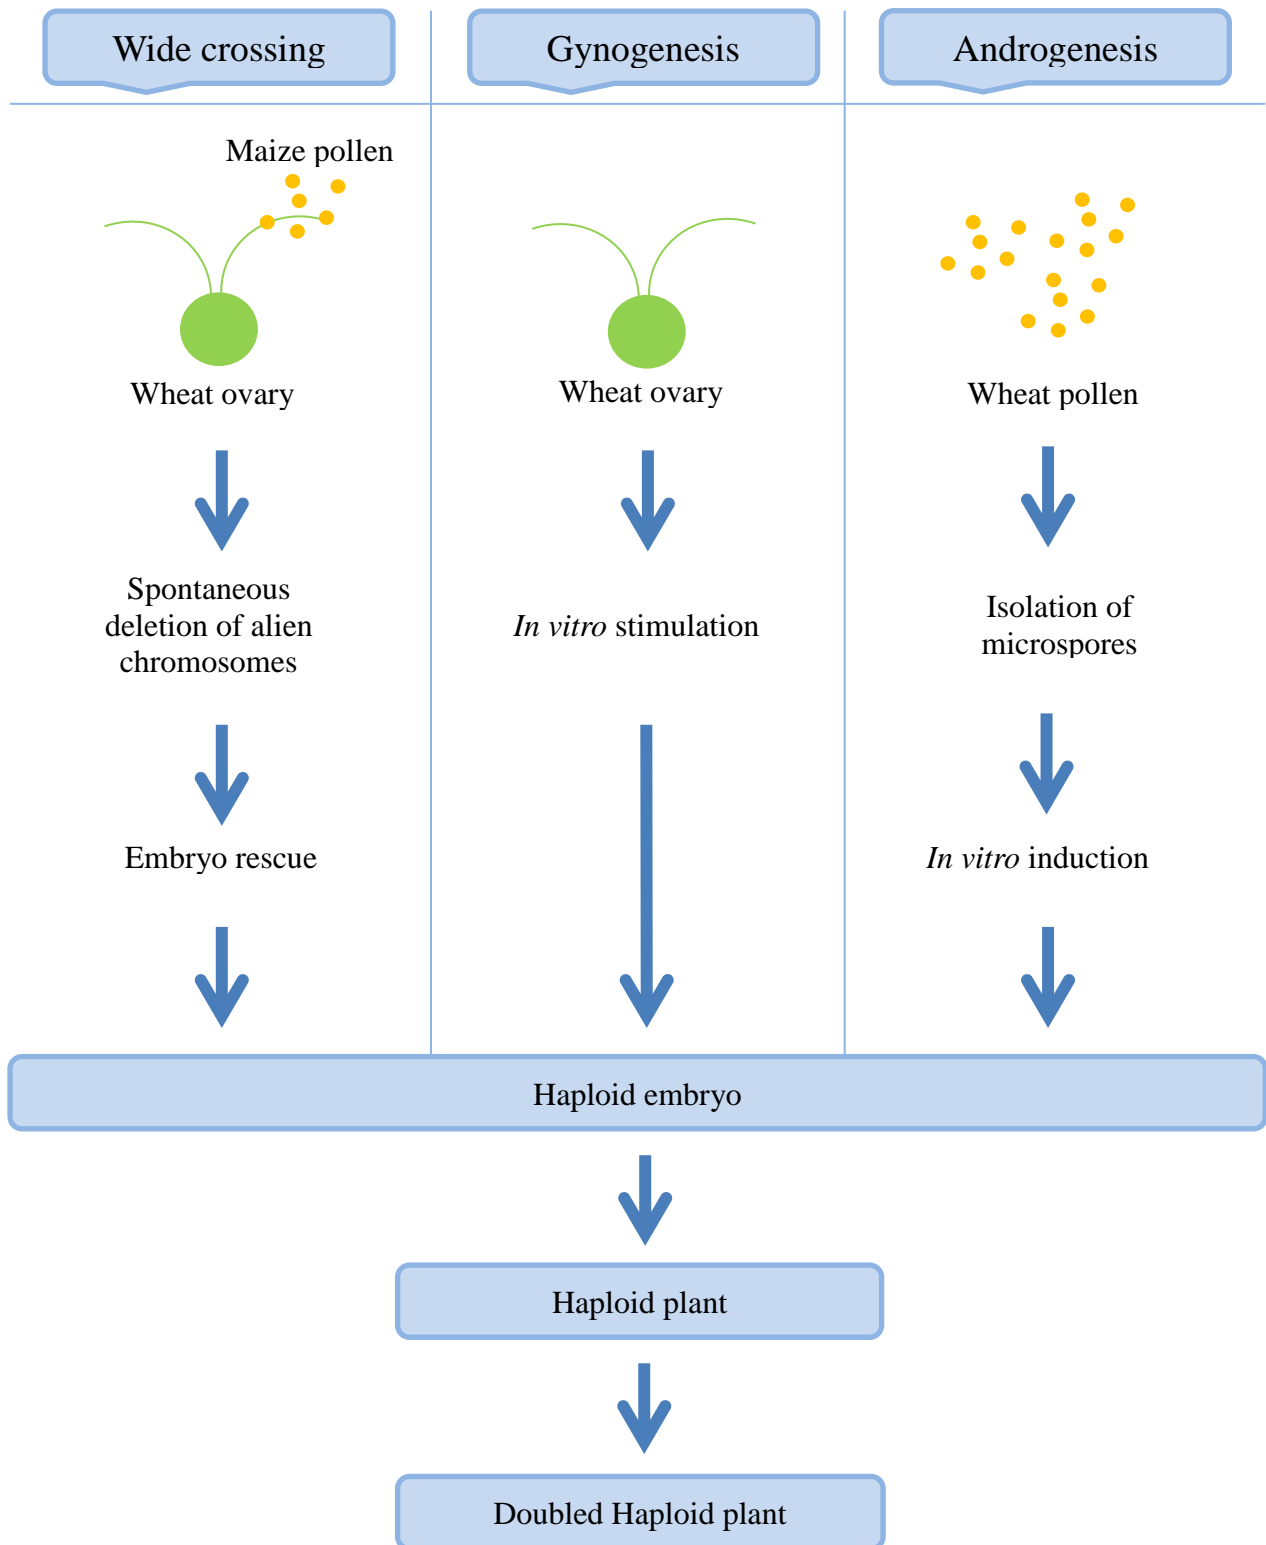 Wide crossing
Gynogenesis
Androgenesis
Maize pollen
Wheat ovary
Wheat ovary
Wheat pollen
Spontaneous
deletion of alien
chromosomes
In vitro stimulation
Isolation of
microspores
Embryo rescue
In vitro induction
Haploid embryo
Haploid plant
Doubled Haploid plant